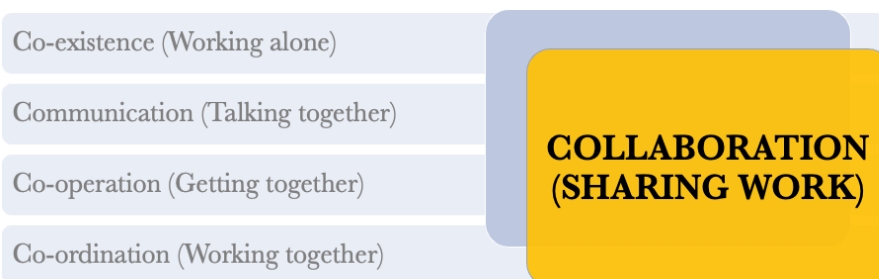 Co-existence (Working alone)
Communication (Talking together)
Co-operation (Getting together)
Co-ordination (Working together)
COLLABORATION
(SHARING WORK)